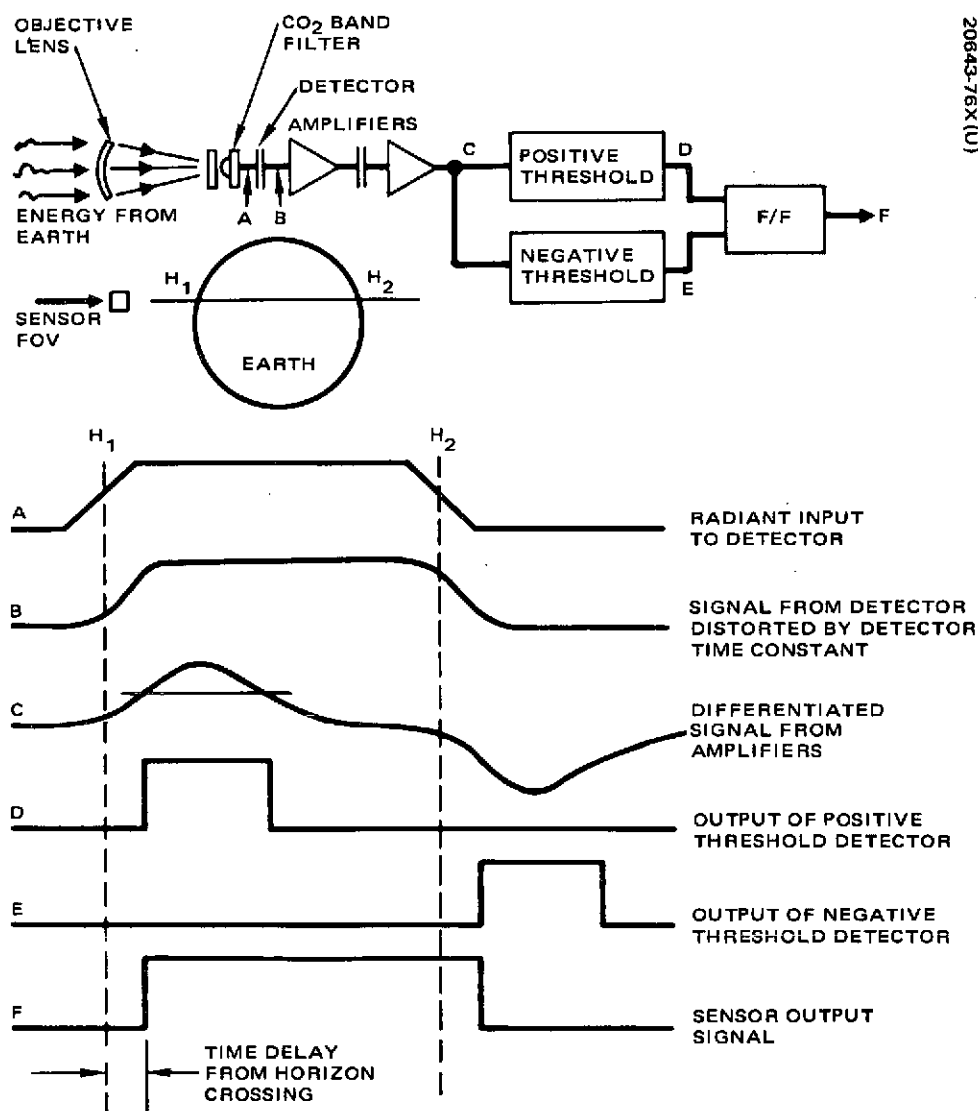 20643-76X(U)
OBJECTIVE
LENS
CO2 BAND
FILTER
DETECTOR
AMPLIFIERS
ENERGY FROM
EARTH
A
B
C
POSITIVE
THRESHOLD
D
NEGATIVE
THRESHOLD
E
F/F
F
SENSOR
FOV
H1
H2
EARTH
H1
H2
A
RADIANT INPUT
TO DETECTOR
B
SIGNAL FROM DETECTOR
DISTORTED BY DETECTOR
TIME CONSTANT
C
DIFFERENTIATED
SIGNAL FROM
AMPLIFIERS
D
OUTPUT OF POSITIVE
THRESHOLD DETECTOR
E
OUTPUT OF NEGATIVE
THRESHOLD DETECTOR
F
SENSOR OUTPUT
SIGNAL
TIME DELAY
FROM HORIZON
CROSSING